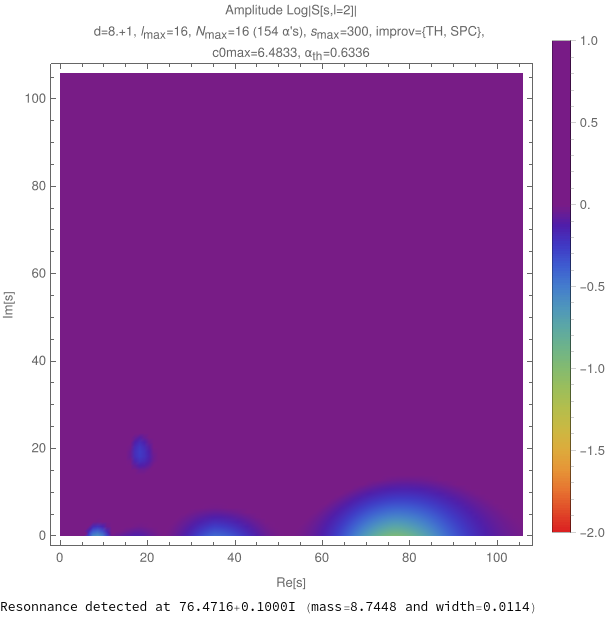 Amplitude Log|S[s,l=2]|
d=8.+1, lmax=16, Nmax=16 (154 α's), smax=300, improv={TH, SPC},
c0max=6.4833, αth=0.6336
100
80
60
40
20
0
Im[s]
0 20 40 60 80 100
Re[s]
1.0
0.5
0.
−0.5
−1.0
−1.5
−2.0
Resonnance detected at 76.4716+0.1000I (mass=8.7448 and width=0.0114)